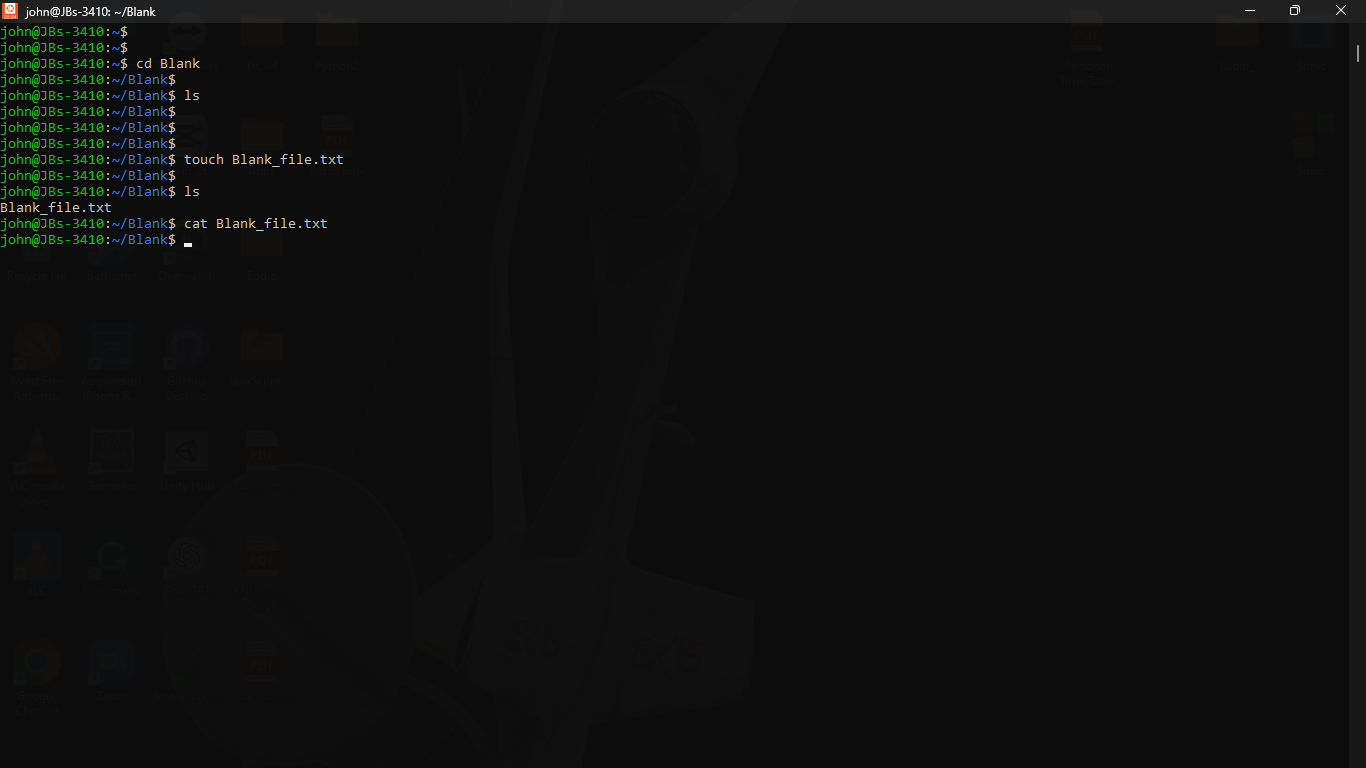 john@JBs-3410: ~/Blank
john@JBs-3410:~$
john@JBs-3410:~$
john@JBs-3410:~$ cd Blank
john@JBs-3410:~/Blank$
john@JBs-3410:~/Blank$ ls
john@JBs-3410:~/Blank$
john@JBs-3410:~/Blank$
john@JBs-3410:~/Blank$
john@JBs-3410:~/Blank$ touch Blank_file.txt
john@JBs-3410:~/Blank$
john@JBs-3410:~/Blank$ ls
Blank_file.txt
john@JBs-3410:~/Blank$ cat Blank_file.txt
john@JBs-3410:~/Blank$